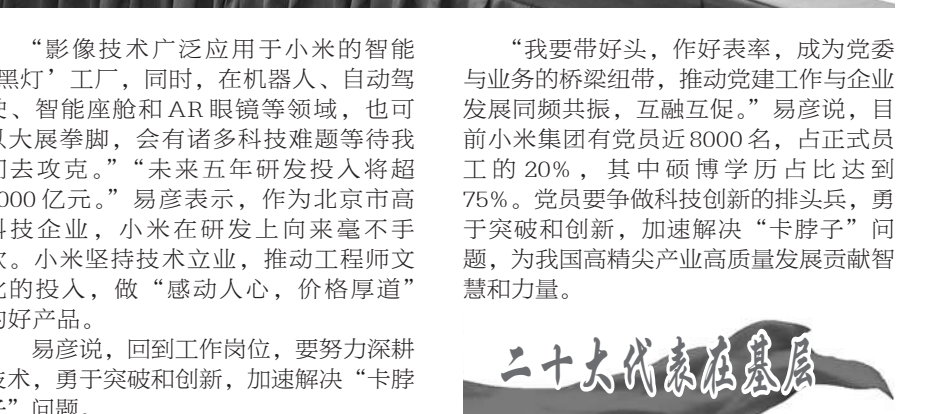 “影像技术广泛应用于小米的智能
黑灯’工厂，同时，在机器人、自动驾
、智能座舱和AR眼镜等领域，也可
大展拳脚，会有诸多科技难题等待我
去攻克。”“未来五年研发投入将超
000亿元。”易彦表示，作为北京市高
技企业，小米在研发上向来毫不手
。小米坚持技术立业，推动工程师文
的投入，做“感动人心，价格厚道”
好产品。
易彦说，回到工作岗位，要努力深耕
术，勇于突破和创新，加速解决“卡脖
”问题。
“我要带好头，作好表率，成为党委
与业务的桥梁纽带，推动党建工作与企业
发展同频共振，互融互促。”易彦说，目
前小米集团有党员近8000名，占正式员
工的20%，其中硕博学历占比达到
75%。党员要争做科技创新的排头兵，勇
于突破和创新，加速解决“卡脖子”问
题，为我国高精尖产业高质量发展贡献智
慧和力量。
二十大代表在基层